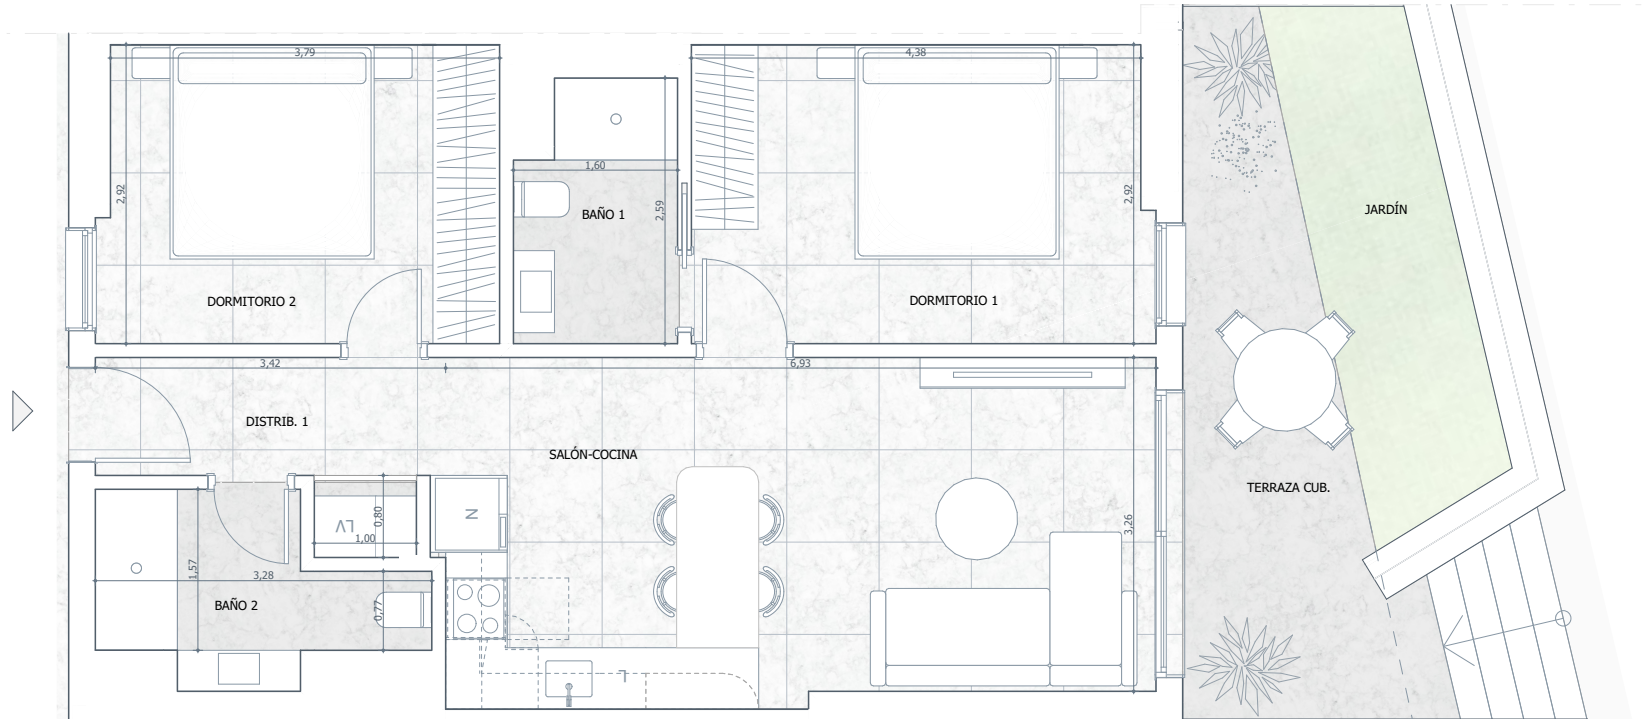 3,79
4,38
1,60
2,92
2,59
2,92
BAÑO 1
JARDÍN
DORMITORIO 2
DORMITORIO 1
3,42
6,93
DISTRIB. 1
SALÓN-COCINA
TERRAZA CUB.
N
LV
0,80
1,00
3,26
1,57
3,28
BAÑO 2
0,77
L